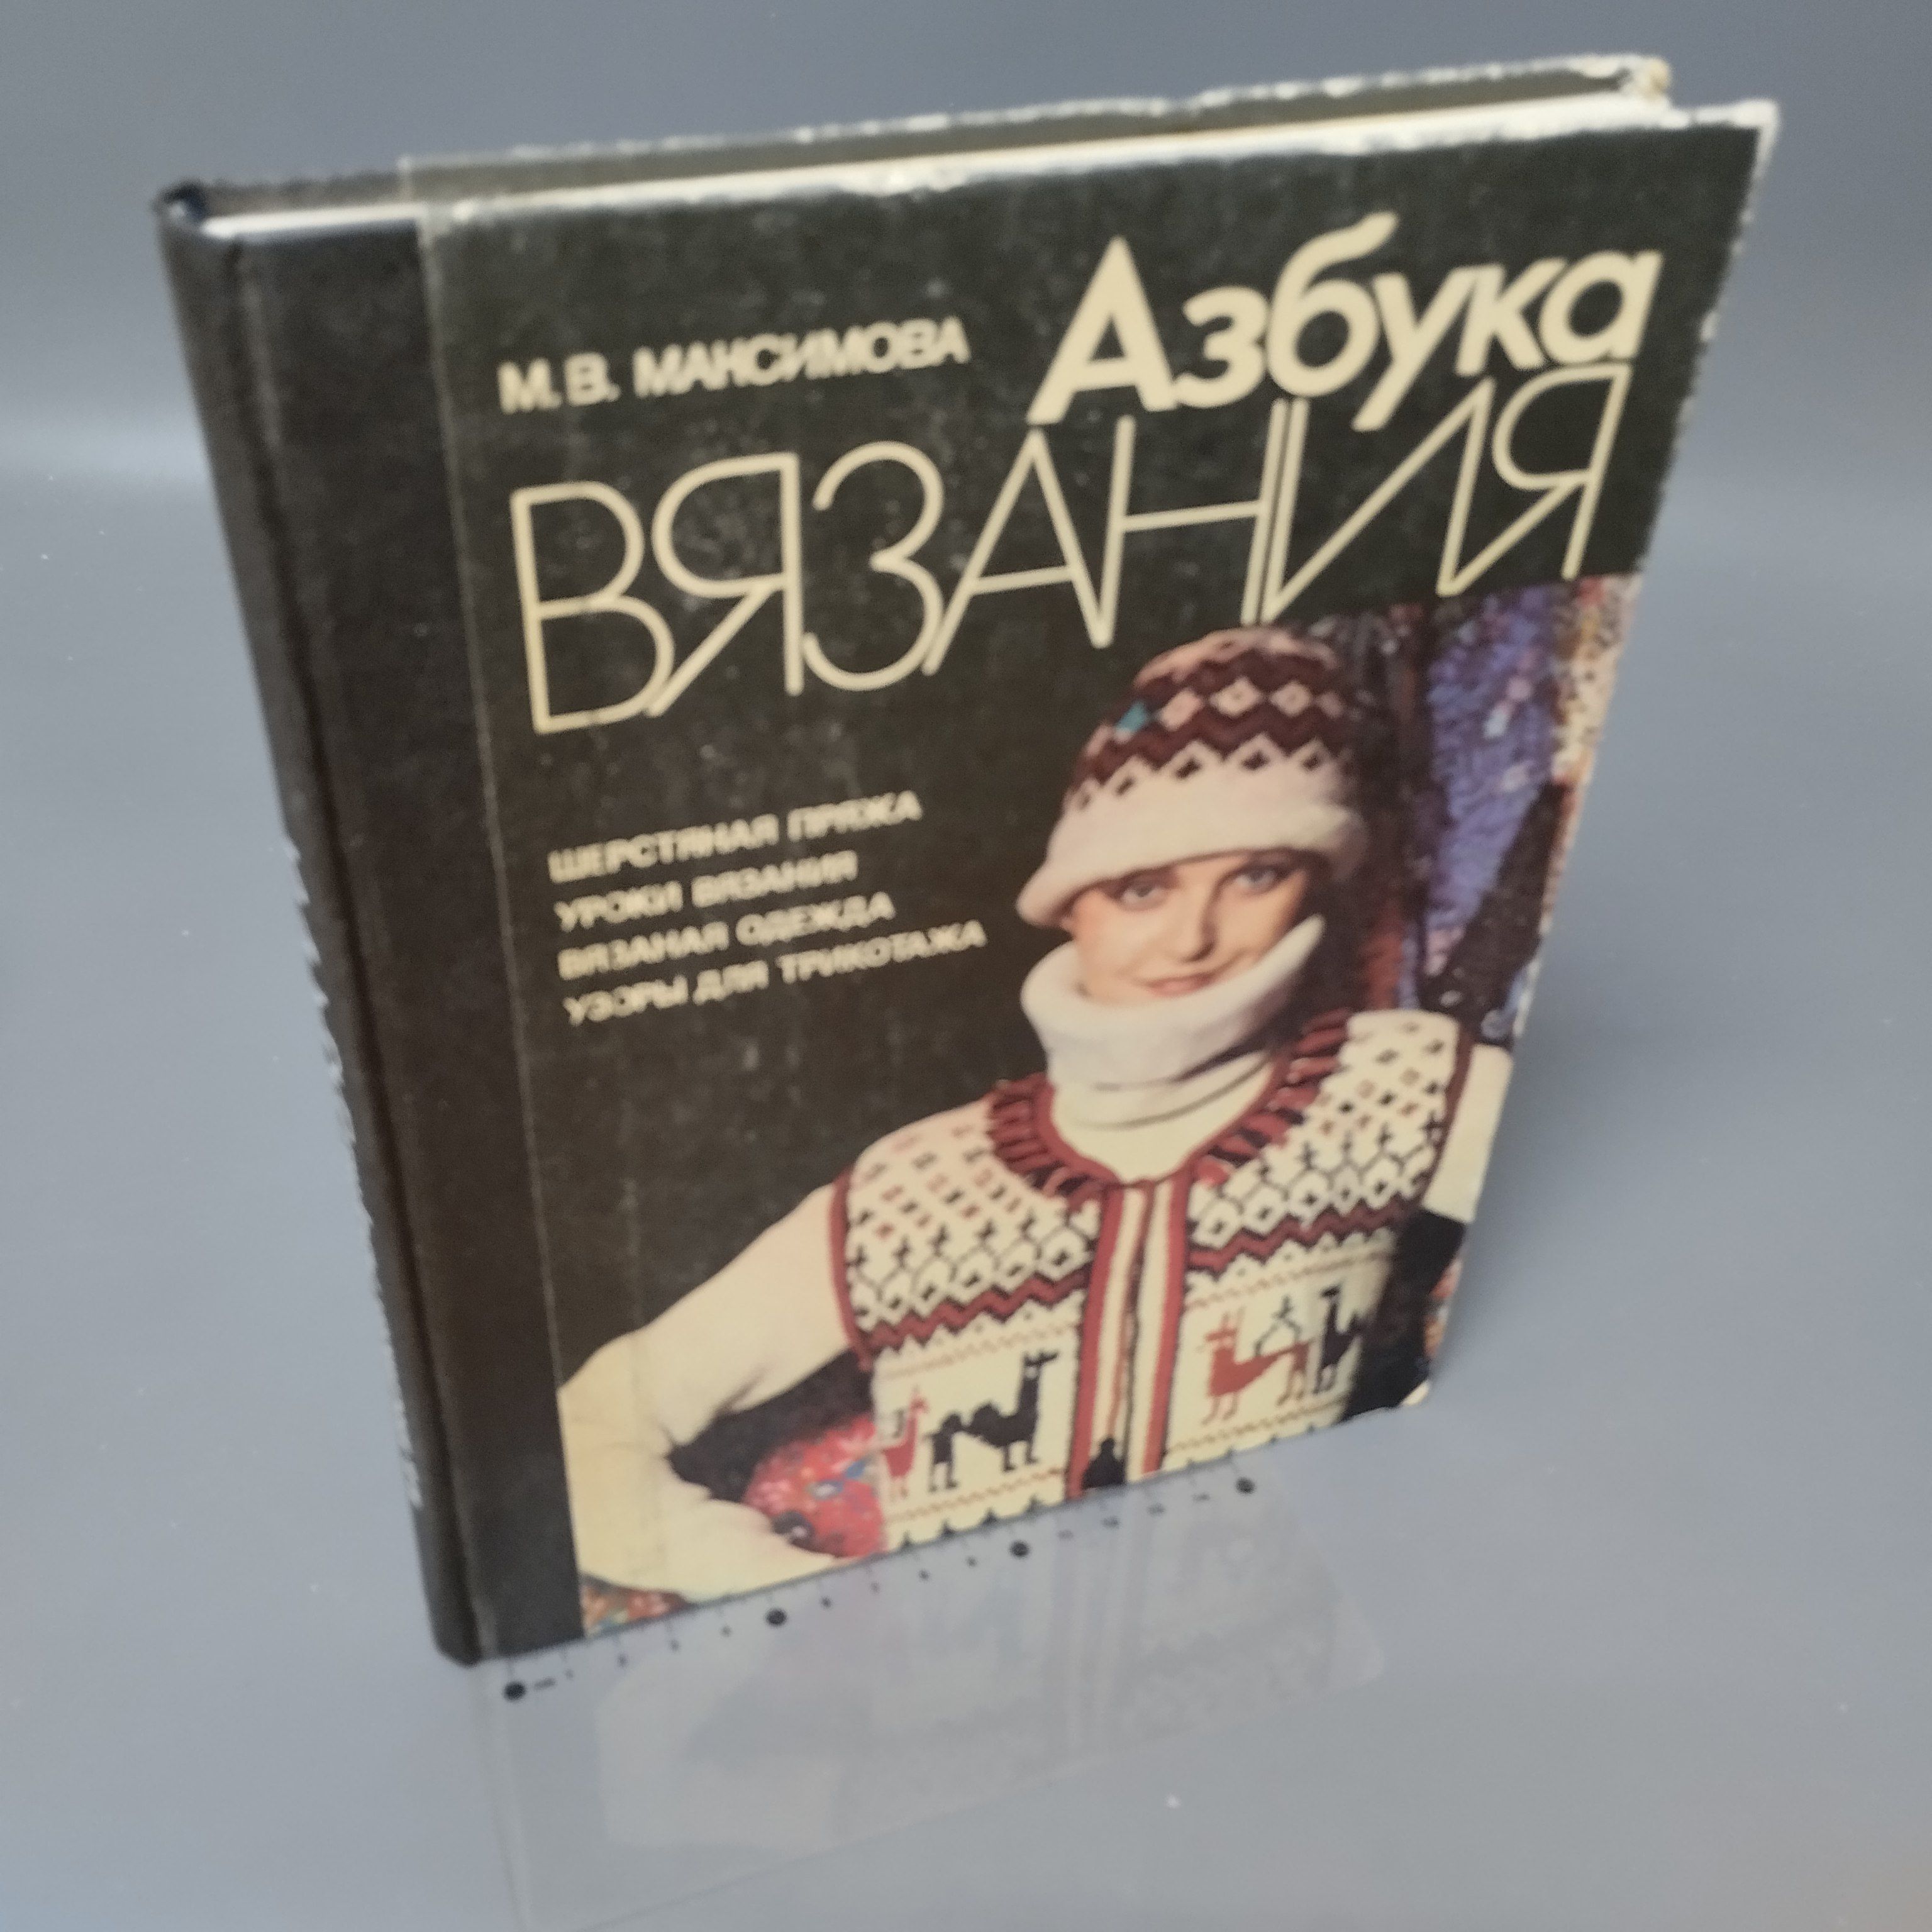 М. В. МАКСИМОВА
Азбука
ВЯЗАНИЯ
ШЕРСТЯНАЯ ПРЯЖА
УРОКИ ВЯЗАНИЯ
ВЯЗАНАЯ ОДЕЖДА
УЗОРЫ ДЛЯ ТРИКОТАЖА